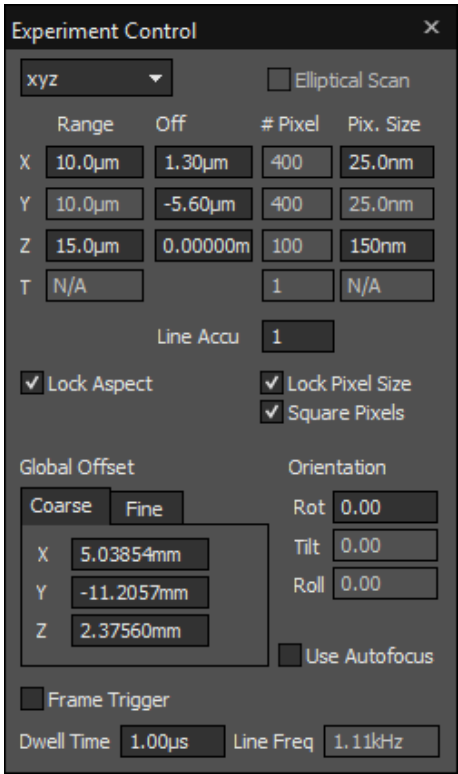 Experiment Control
xyz Elliptical Scan
Range Off # Pixel Pix. Size
X 10.0µm 1.30µm 400 25.0nm
Y 10.0µm -5.60µm 400 25.0nm
Z 15.0µm 0.00000m 100 150nm
T N/A 1 N/A
Line Accu 1
Lock Aspect Lock Pixel Size
Square Pixels
Global Offset Orientation
Coarse Fine Rot 0.00
X 5.03854mm Tilt 0.00
Y -11.2057mm Roll 0.00
Z 2.37560mm
Use Autofocus
Frame Trigger
Dwell Time 1.00µs Line Freq 1.11kHz